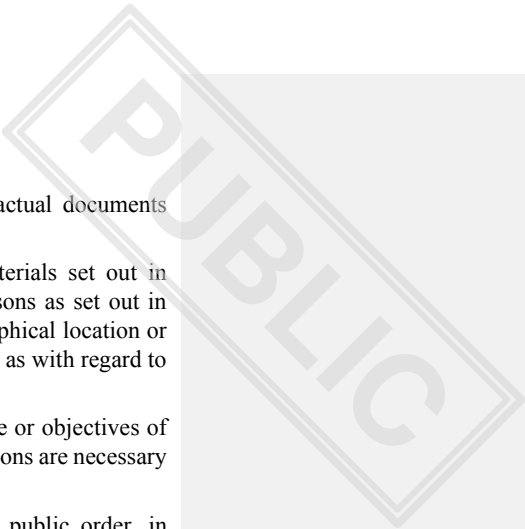 actual documents
terials set out in
sons as set out in
phical location or
as with regard to
e or objectives of
ons are necessary
public order, in
PUBLIC